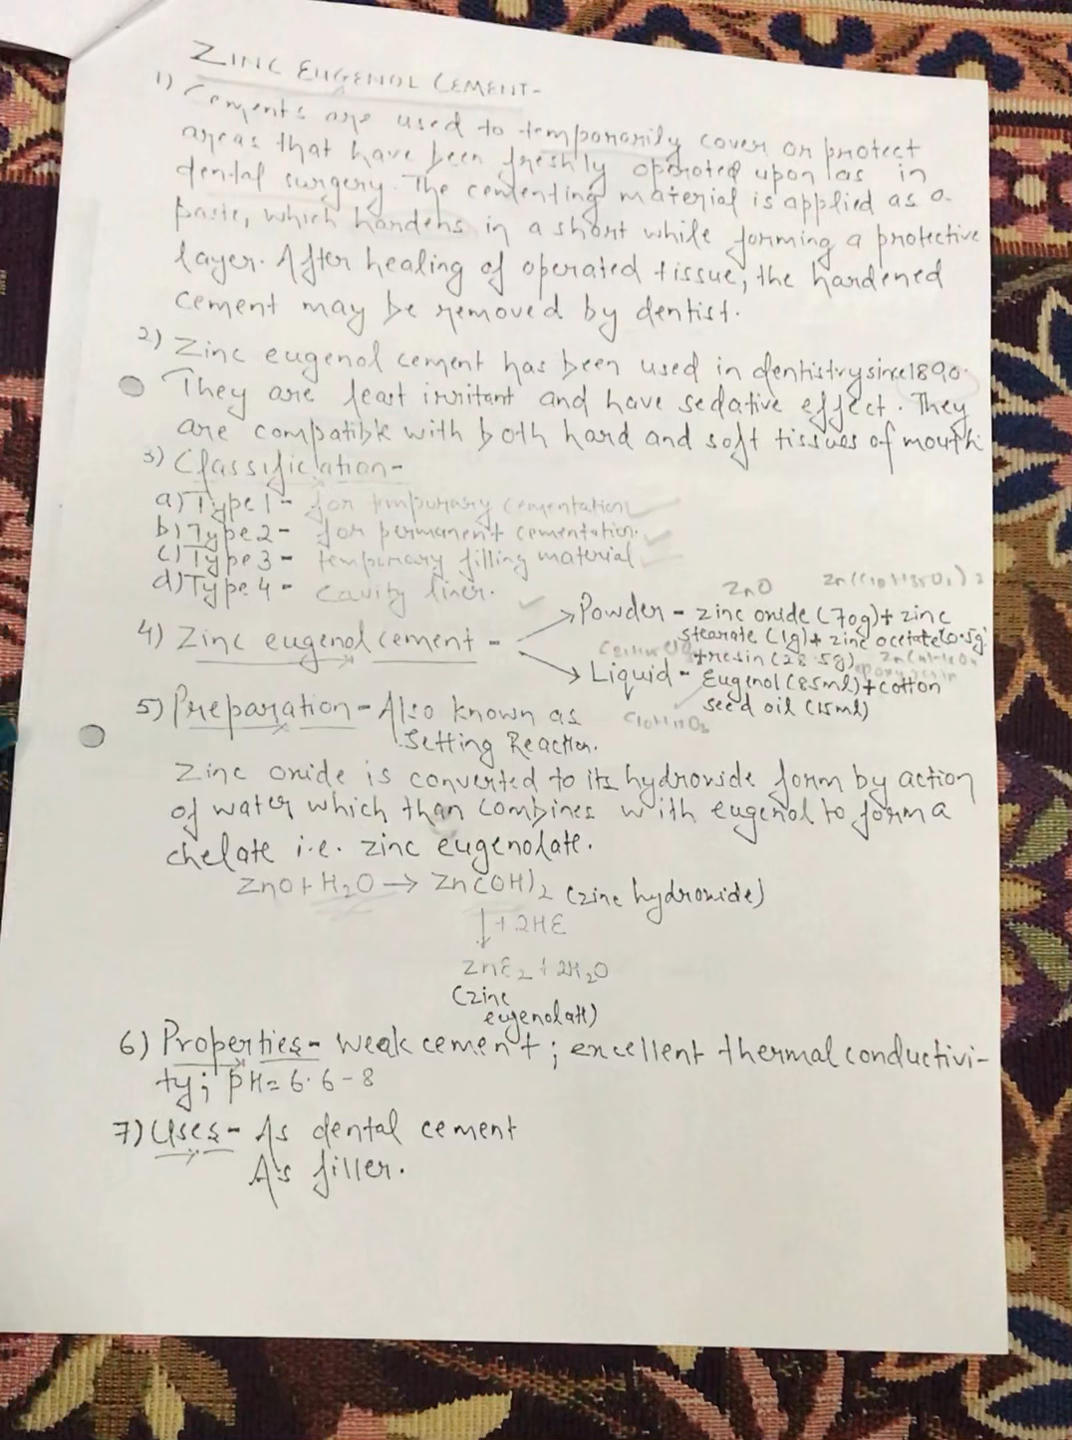 ZINC EUGENOL CEMENT-
1) Cements are used to temporarily cover or protect
areas that have been freshly operated upon as in
dental surgery. The cementing material is applied as a
paste, which hardens in a short while forming a protective
layer. After healing of operated tissue, the hardened
cement may be removed by dentist.
2) Zinc eugenol cement has been used in dentistry since 1890.
They are least irritant and have sedative effect. They
are compatible with both hard and soft tissues of mouth
3) Classification-
a) Type 1 - for temporary cementation
b) Type 2 - for permanent cementation.
c) Type 3 - temporary filling material
d) Type 4 - cavity liner.
ZnO
4) Zinc eugenol cement -
Powder - zinc oxide (70g) + zinc
stearate (1g) + zinc acetate (0.5g)
+ resin (28.5g)
Liquid - Eugenol (85ml) + cotton
seed oil (15ml)
5) Preparation - Also known as
Setting Reaction.
Zinc oxide is converted to its hydroxide form by action
of water which than combines with eugenol to form a
chelate i.e. zinc eugenolate.
ZnO + H2O → Zn(OH)2 (zinc hydroxide)
↓ + 2HE
ZnE2 + 2H2O
(zinc
eugenolate)
6) Properties - weak cement; excellent thermal conductivi-
ty; pH = 6.6-8
7) Uses - As dental cement
As filler.